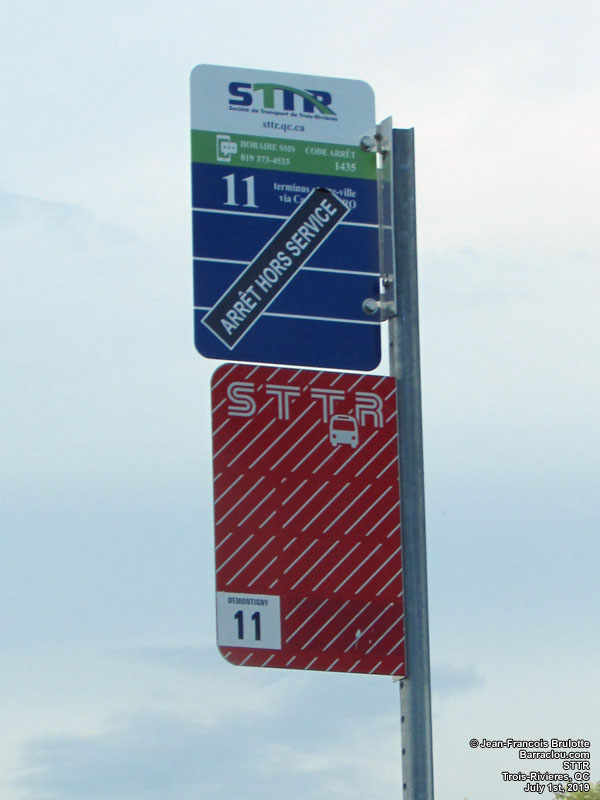 STTR
Société de Transport de Trois-Rivières
sttr.qc.ca
HORAIRE SMS CODE ARRÊT
819 373-4533 1435
11 terminus -ville
via C RO
ARRÊT HORS SERVICE
STTR
DEMONTIGNY
11
© Jean-Francois Brulotte
Barraclou.com
STTR
Trois-Rivieres, QC
July 1st, 2019